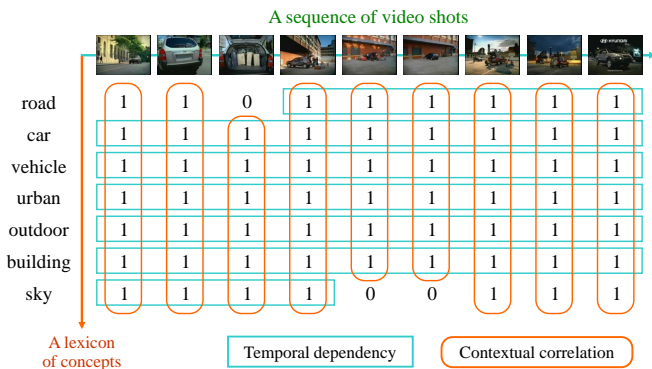 A sequence of video shots
HYUNDAI
road 1 1 0 1 1 1 1 1 1
car 1 1 1 1 1 1 1 1 1
vehicle 1 1 1 1 1 1 1 1 1
urban 1 1 1 1 1 1 1 1 1
outdoor 1 1 1 1 1 1 1 1 1
building 1 1 1 1 1 1 1 1 1
sky 1 1 1 1 0 0 1 1 1
A lexicon
of concepts
Temporal dependency
Contextual correlation